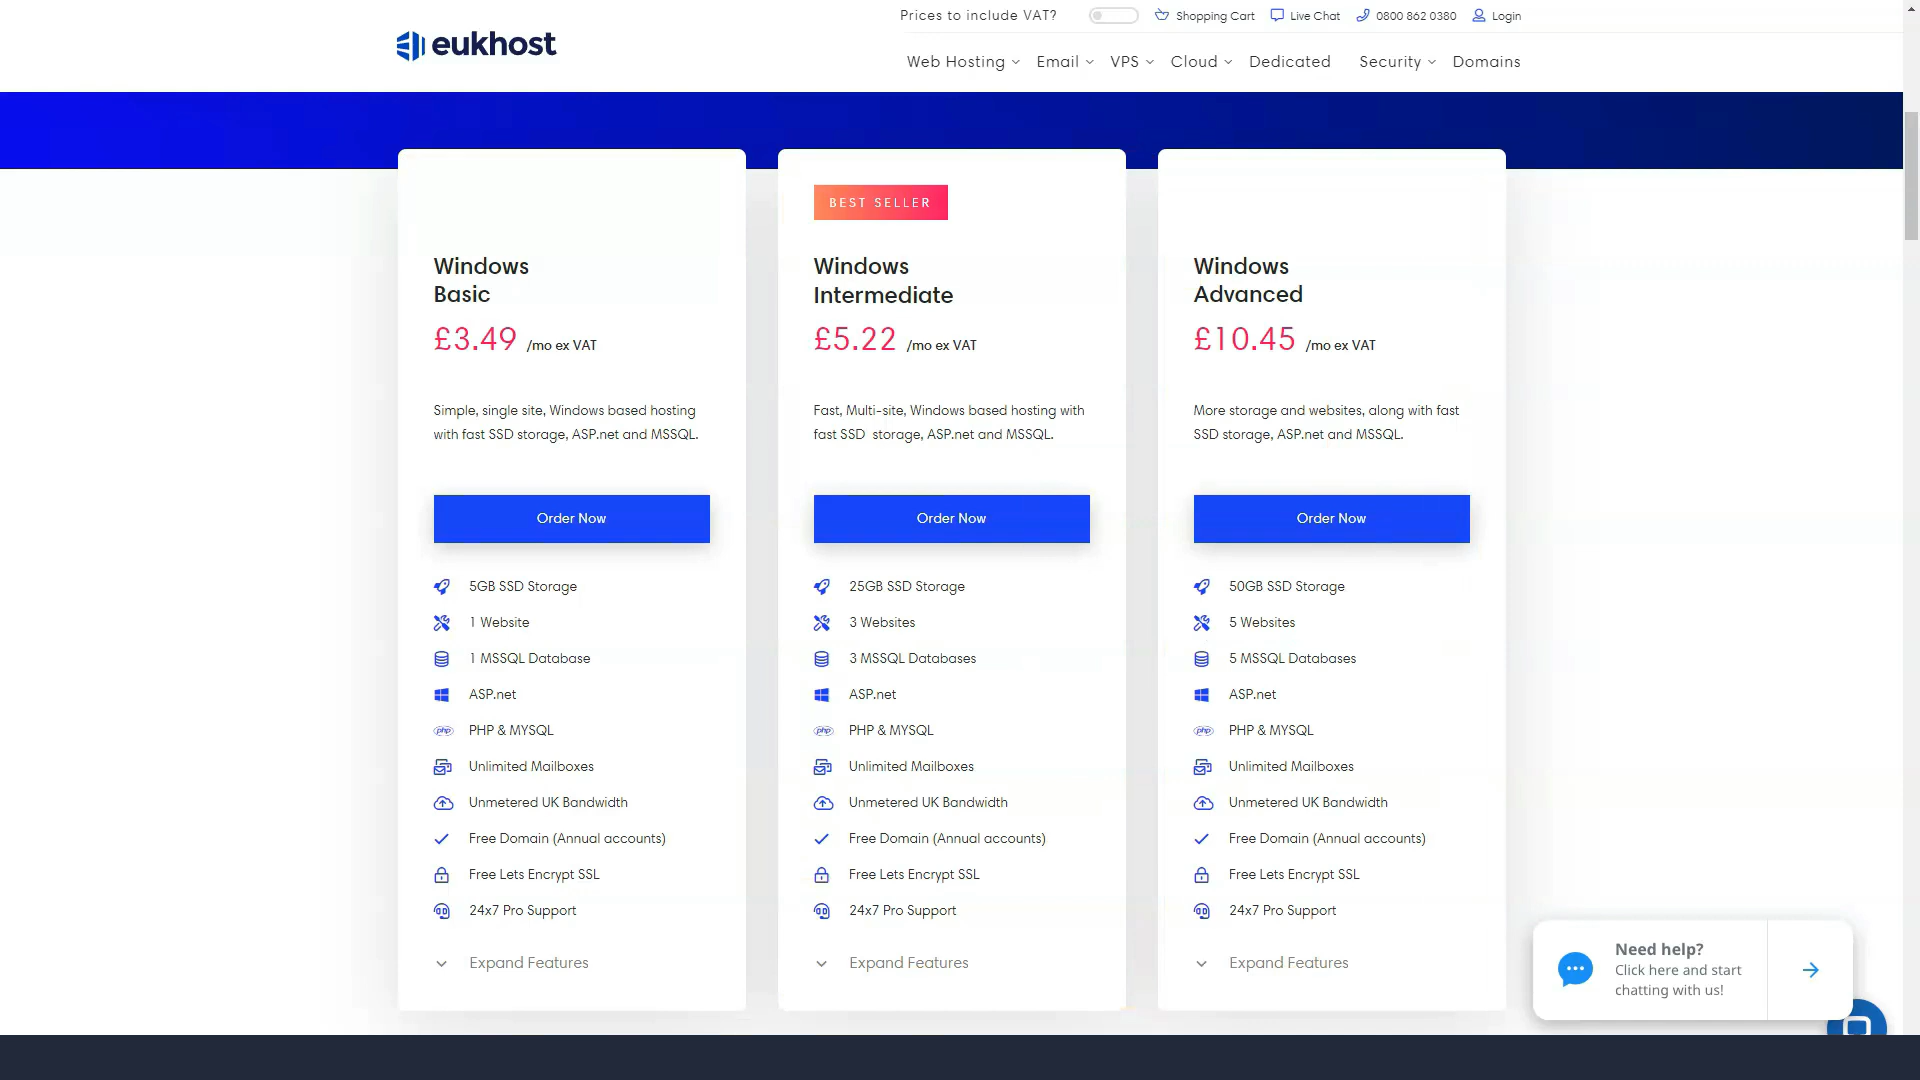 Prices to include VAT?
Shopping Cart
Live Chat
0800 862 0380
Login
eukhost
Web Hosting
Email
VPS
Cloud
Dedicated
Security
Domains
Windows
Basic
£3.49 /mo ex VAT
Simple, single site, Windows based hosting
with fast SSD storage, ASP.net and MSSQL.
Order Now
5GB SSD Storage
1 Website
1 MSSQL Database
ASP.net
php PHP & MYSQL
Unlimited Mailboxes
Unmetered UK Bandwidth
Free Domain (Annual accounts)
Free Lets Encrypt SSL
24x7 Pro Support
Expand Features
BEST SELLER
Windows
Intermediate
£5.22 /mo ex VAT
Fast, Multi-site, Windows based hosting with
fast SSD storage, ASP.net and MSSQL.
Order Now
25GB SSD Storage
3 Websites
3 MSSQL Databases
ASP.net
php PHP & MYSQL
Unlimited Mailboxes
Unmetered UK Bandwidth
Free Domain (Annual accounts)
Free Lets Encrypt SSL
24x7 Pro Support
Expand Features
Windows
Advanced
£10.45 /mo ex VAT
More storage and websites, along with fast
SSD storage, ASP.net and MSSQL.
Order Now
50GB SSD Storage
5 Websites
5 MSSQL Databases
ASP.net
php PHP & MYSQL
Unlimited Mailboxes
Unmetered UK Bandwidth
Free Domain (Annual accounts)
Free Lets Encrypt SSL
24x7 Pro Support
Expand Features
Need help?
Click here and start
chatting with us!